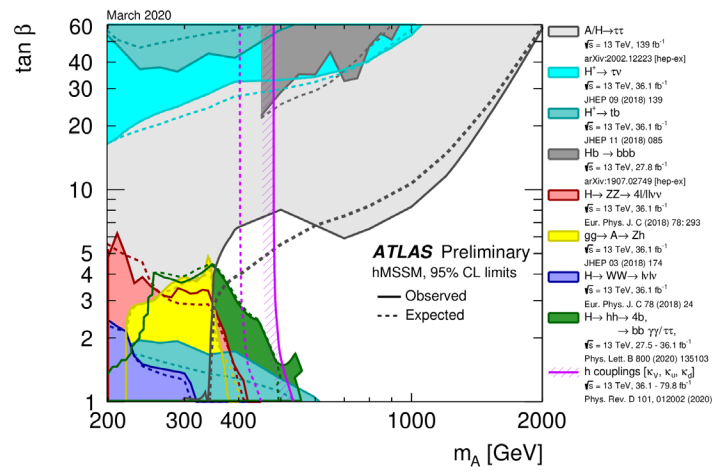 March 2020
tan β
60
40
30
20
10
5
4
3
2
1
200
300
400
1000
2000
m_A [GeV]
ATLAS Preliminary
hMSSM, 95% CL limits
Observed
Expected
A/H→ττ
√s = 13 TeV, 139 fb⁻¹
arXiv:2002.12223 [hep-ex]
H⁺→ τν
√s = 13 TeV, 36.1 fb⁻¹
JHEP 09 (2018) 139
H⁺→ tb
√s = 13 TeV, 36.1 fb⁻¹
JHEP 11 (2018) 085
Hb → bbb
√s = 13 TeV, 27.8 fb⁻¹
arXiv:1907.02749 [hep-ex]
H→ ZZ → 4l/llνν
√s = 13 TeV, 36.1 fb⁻¹
Eur. Phys. J. C (2018) 78: 293
gg→ A→ Zh
√s = 13 TeV, 36.1 fb⁻¹
JHEP 03 (2018) 174
H→ WW → lνlν
√s = 13 TeV, 36.1 fb⁻¹
Eur. Phys. J. C 78 (2018) 24
H→ hh→ 4b,
→ bb γγ/ττ,
√s = 13 TeV, 27.5 - 36.1 fb⁻¹
Phys. Lett. B 800 (2020) 135103
h couplings [κ_V, κ_u, κ_d]
√s = 13 TeV, 36.1 - 79.8 fb⁻¹
Phys. Rev. D 101, 012002 (2020)